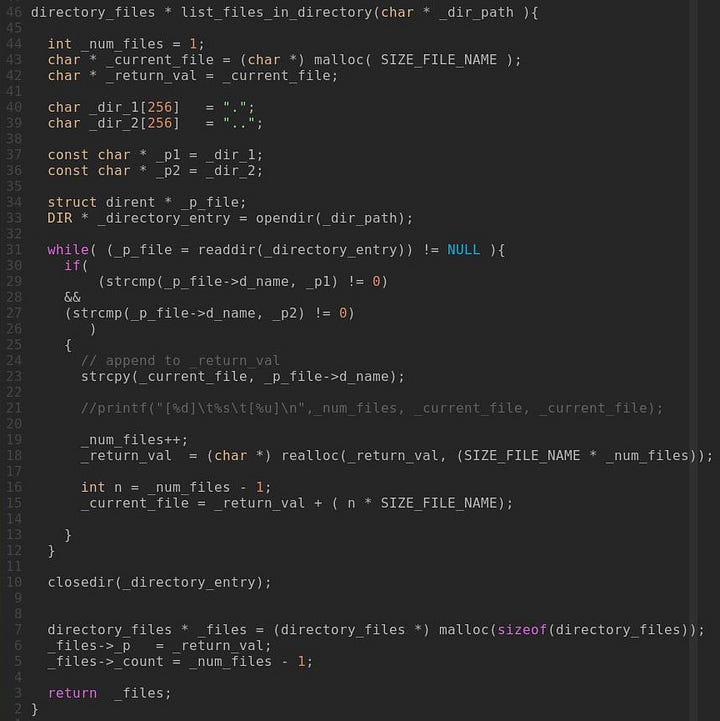 46 directory_files * list_files_in_directory(char * _dir_path ){
45
44   int _num_files = 1;
43   char * _current_file = (char *) malloc( SIZE_FILE_NAME );
42   char * _return_val = _current_file;
41
40   char _dir_1[256]   = ".";
39   char _dir_2[256]   = "..";
38
37   const char * _p1 = _dir_1;
36   const char * _p2 = _dir_2;
35
34   struct dirent * _p_file;
33   DIR * _directory_entry = opendir(_dir_path);
32
31   while( (_p_file = readdir(_directory_entry)) != NULL ){
30     if(
29         (strcmp(_p_file->d_name, _p1) != 0)
28     &&
27     (strcmp(_p_file->d_name, _p2) != 0)
26        )
25     {
24       // append to _return_val
23       strcpy(_current_file, _p_file->d_name);
22
21       //printf("[%d]\t%s\t[%u]\n",_num_files, _current_file, _current_file);
20
19       _num_files++;
18       _return_val  = (char *) realloc(_return_val, (SIZE_FILE_NAME * _num_files));
17
16       int n = _num_files - 1;
15       _current_file = _return_val + ( n * SIZE_FILE_NAME);
14
13     }
12   }
11
10   closedir(_directory_entry);
9
8
7   directory_files * _files = (directory_files *) malloc(sizeof(directory_files));
6   _files->_p   = _return_val;
5   _files->_count = _num_files - 1;
4
3   return  _files;
2 }